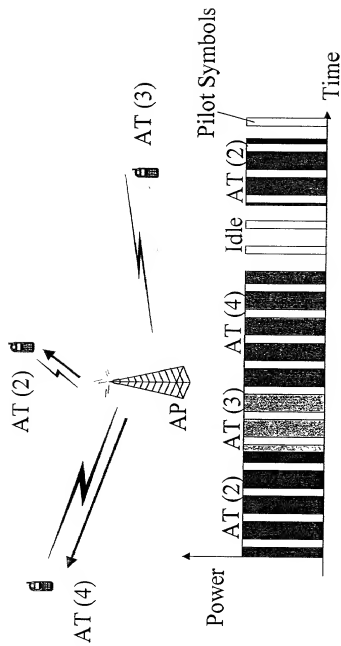 AT (2)
AT (4)
AT (3)
AP
Power
AT (2)
AT (3)
AT (4)
Idle
AT (2)
Pilot Symbols
Time